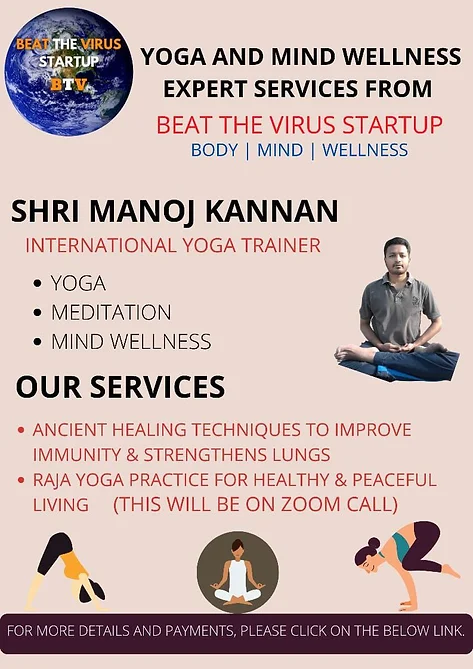 BEAT THE VIRUS
STARTUP
BTV
YOGA AND MIND WELLNESS
EXPERT SERVICES FROM
BEAT THE VIRUS STARTUP
BODY | MIND | WELLNESS
SHRI MANOJ KANNAN
INTERNATIONAL YOGA TRAINER
• YOGA
• MEDITATION
• MIND WELLNESS
OUR SERVICES
• ANCIENT HEALING TECHNIQUES TO IMPROVE
IMMUNITY & STRENGTHENS LUNGS
• RAJA YOGA PRACTICE FOR HEALTHY & PEACEFUL
LIVING (THIS WILL BE ON ZOOM CALL)
FOR MORE DETAILS AND PAYMENTS, PLEASE CLICK ON THE BELOW LINK.